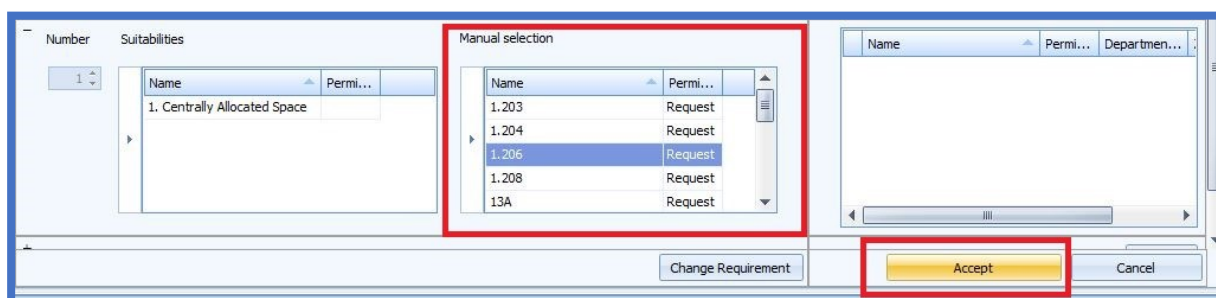 Number
Suitabilities
Manual selection
Name Permi... Departmen...
1
Name Permi...
1. Centrally Allocated Space
Name Permi...
1.203 Request
1.204 Request
1.206 Request
1.208 Request
13A Request
Change Requirement
Accept
Cancel